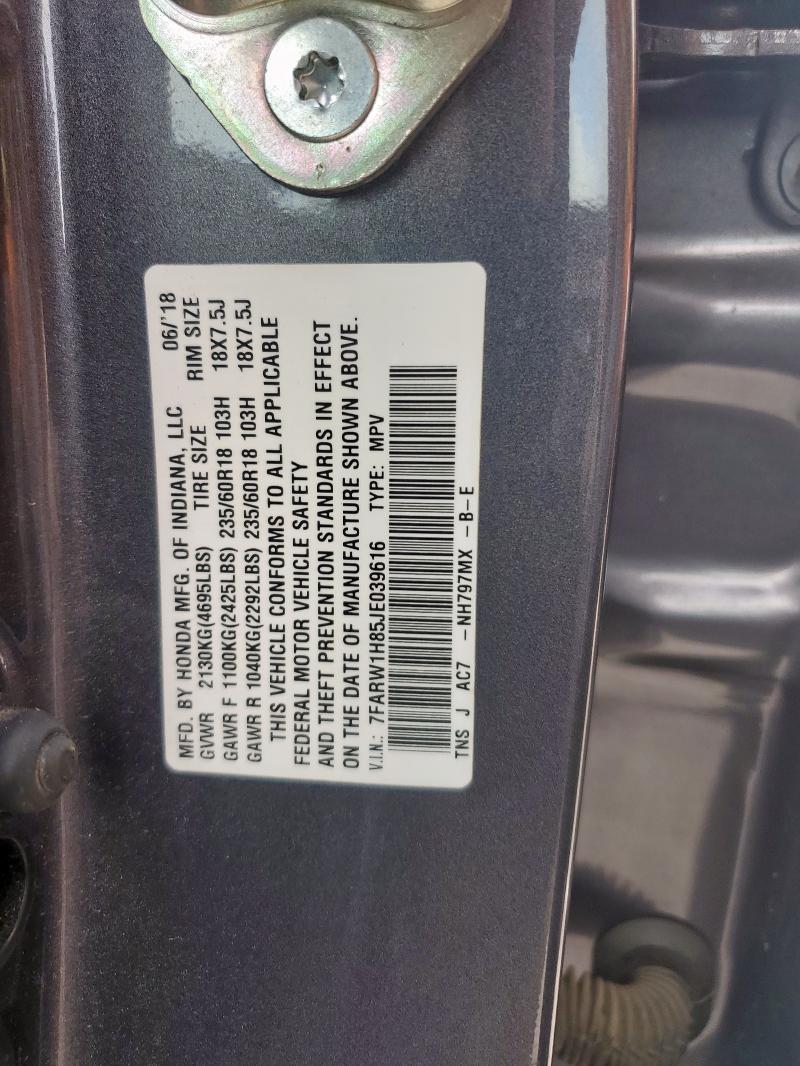 MFD. BY HONDA MFG. OF INDIANA, LLC 06/'18
GVWR 2130KG(4695LBS) TIRE SIZE RIM SIZE
GAWR F 1100KG(2425LBS) 235/60R18 103H 18X7.5J
GAWR R 1040KG(2292LBS) 235/60R18 103H 18X7.5J
THIS VEHICLE CONFORMS TO ALL APPLICABLE
FEDERAL MOTOR VEHICLE SAFETY
AND THEFT PREVENTION STANDARDS IN EFFECT
ON THE DATE OF MANUFACTURE SHOWN ABOVE.
V.I.N.: 7FARW1H85JE039616 TYPE: MPV
TNS J AC7 -NH797MX -B-E